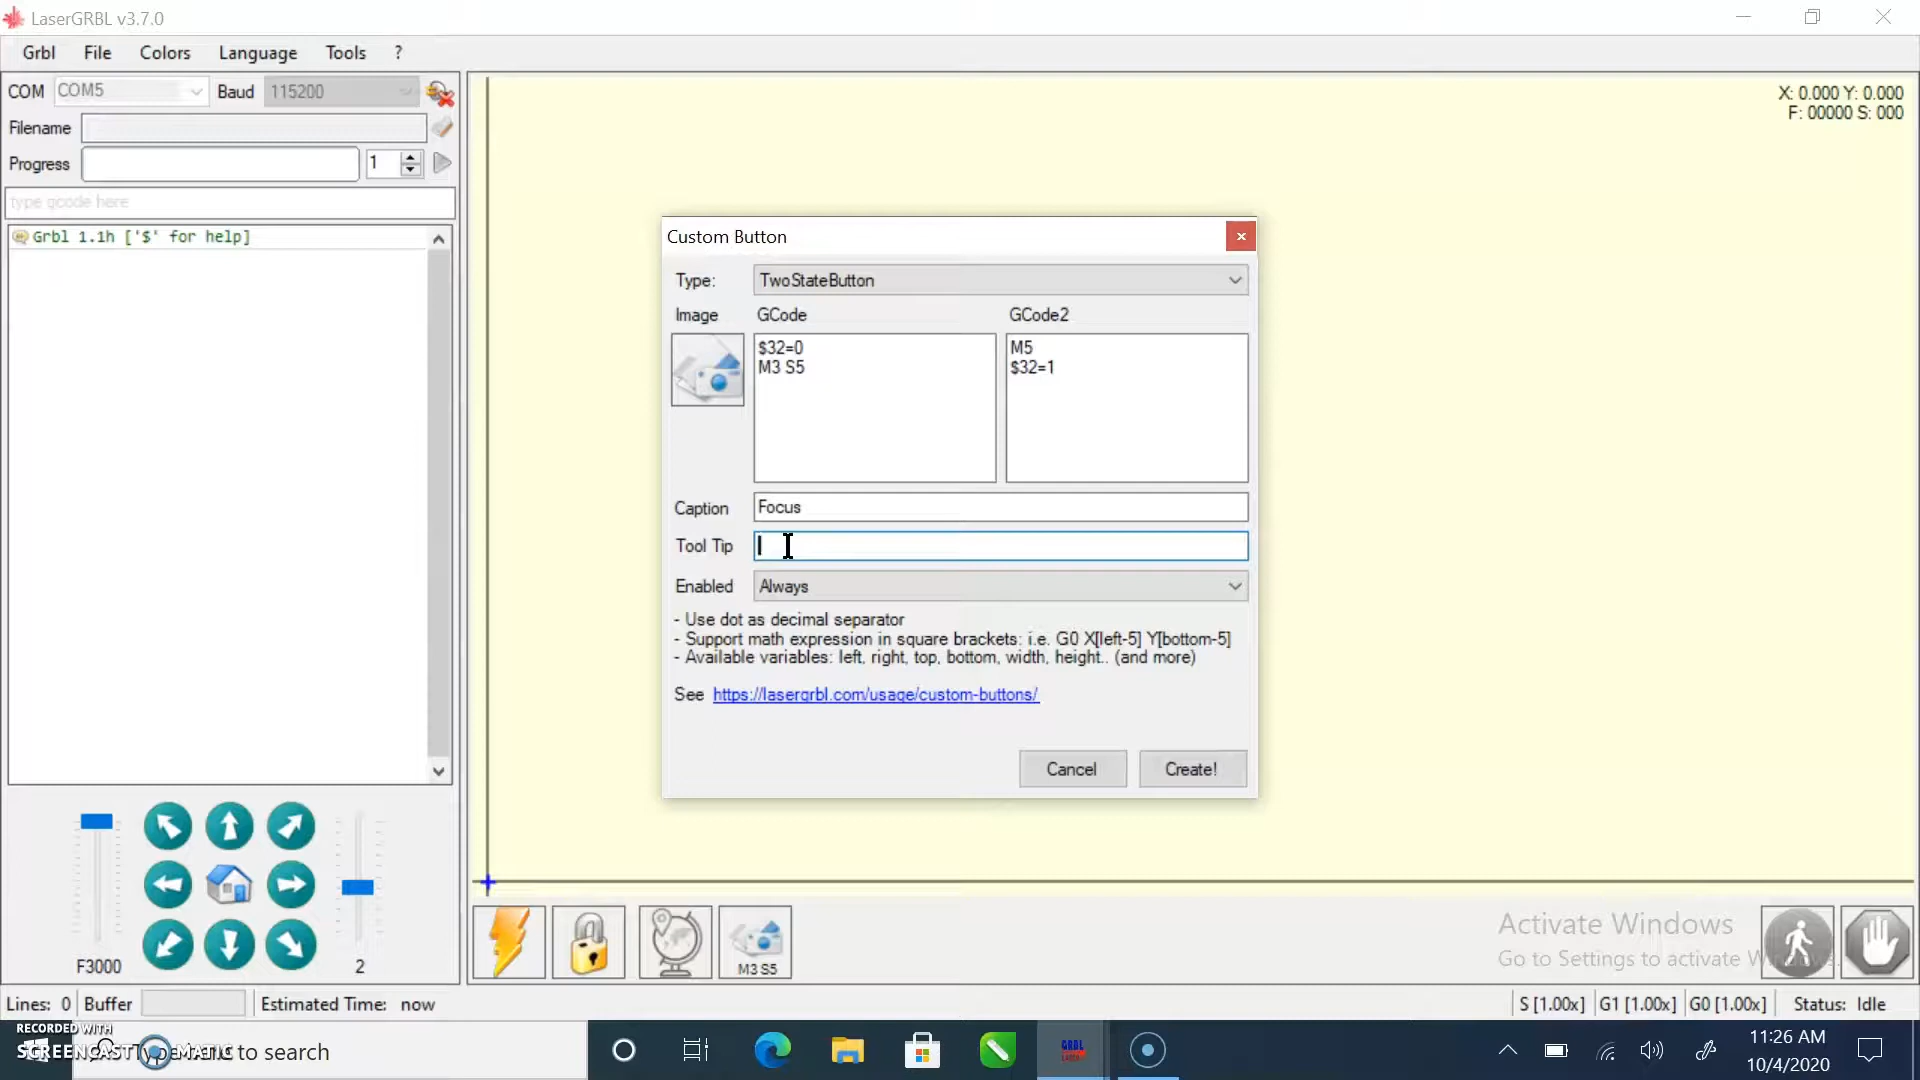 LaserGRBL v3.7.0
Grbl File Colors Language Tools ?
COM COM5 Baud 115200
Filename
Progress 1
type gcode here
Grbl 1.1h ['$' for help]
X: 0.000 Y: 0.000
F: 00000 S: 000
Custom Button
Type: TwoStateButton
Image GCode GCode2
$32=0
M3 S5
M5
$32=1
Caption Focus
Tool Tip
Enabled Always
- Use dot as decimal separator
- Support math expression in square brackets: i.e. G0 X[left-5] Y[bottom-5]
- Available variables: left, right, top, bottom, width, height.. (and more)
See https://lasergrbl.com/usage/custom-buttons/
Cancel Create!
F3000 2
M3 S5
Activate Windows
Go to Settings to activate
Lines: 0 Buffer Estimated Time: now
S [1.00x] G1 [1.00x] G0 [1.00x] Status: Idle
RECORDED WITH
SCREENCAST MATIC
to search
GRBL
LASER
11:26 AM
10/4/2020